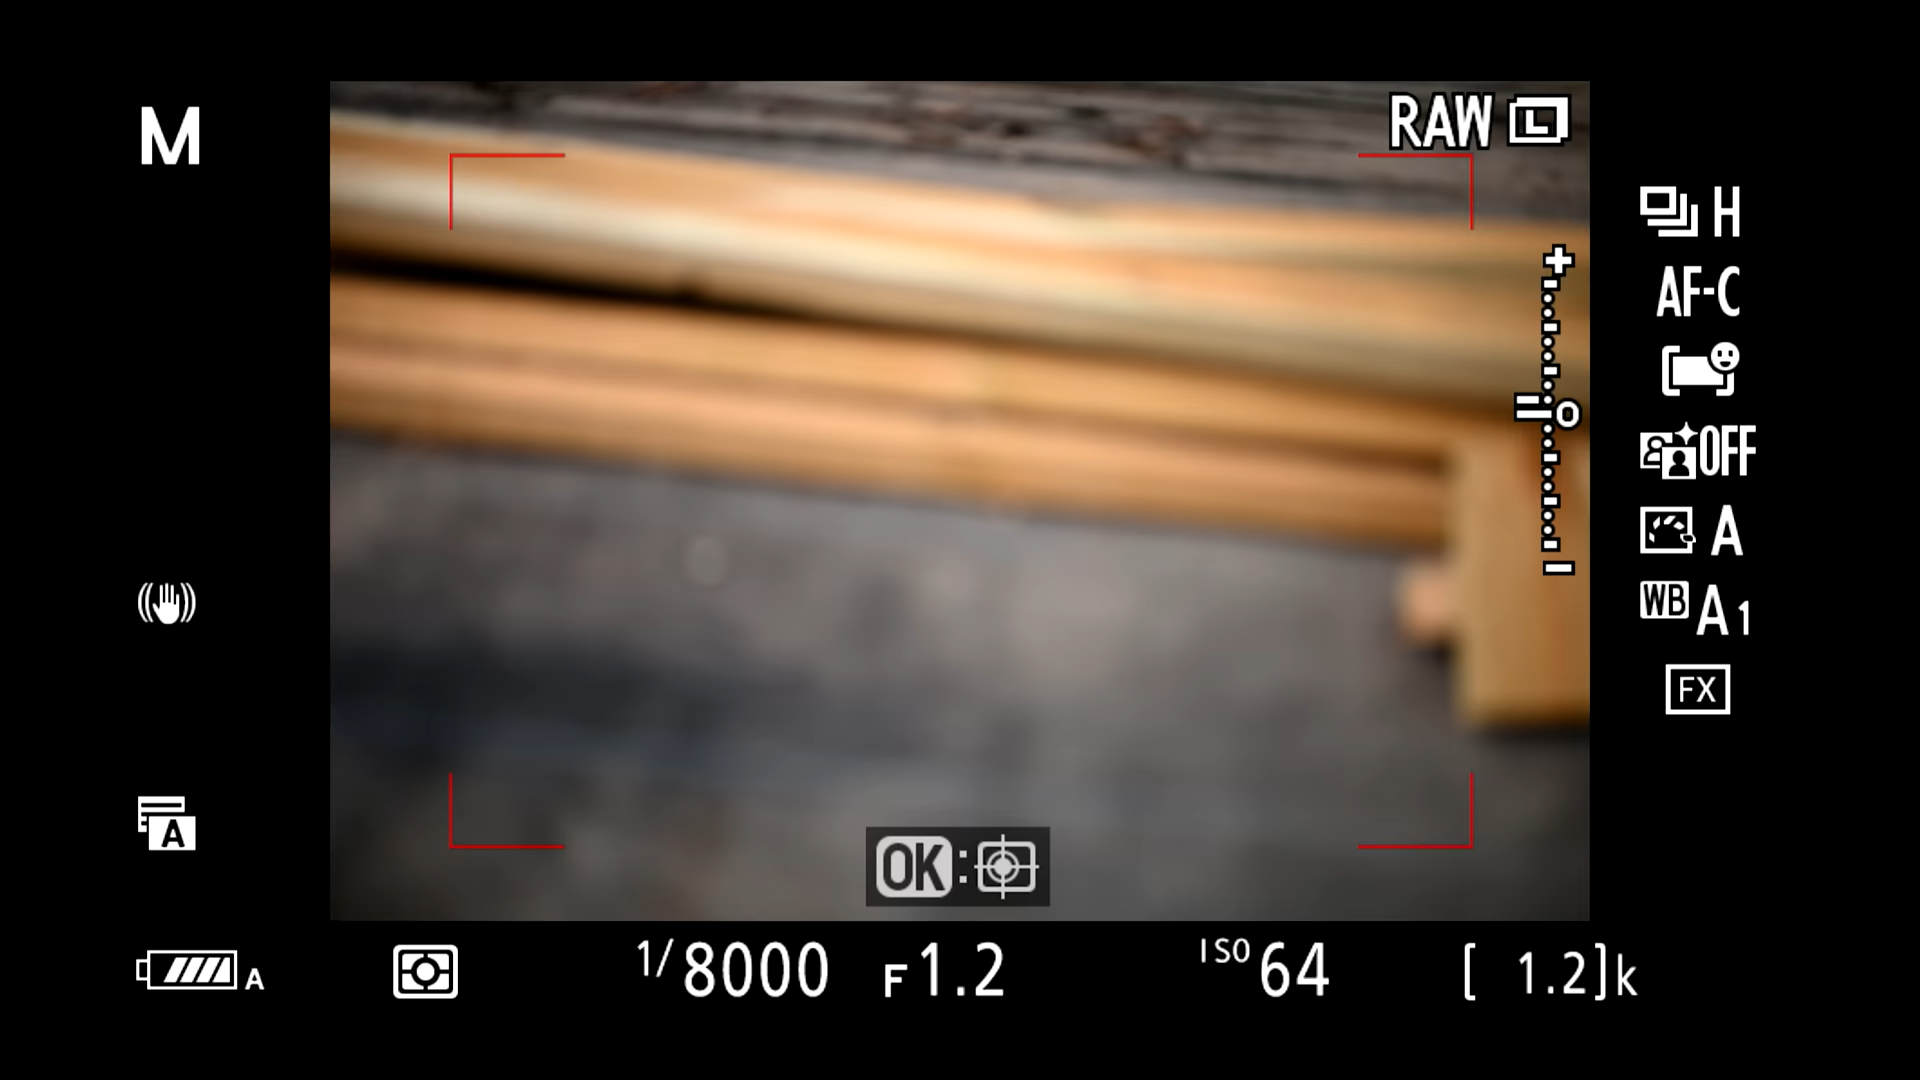 M
RAW L
H
AF-C
OFF
A
WB A1
FX
A
OK:
A
1/8000 F1.2 ISO 64 [ 1.2]k